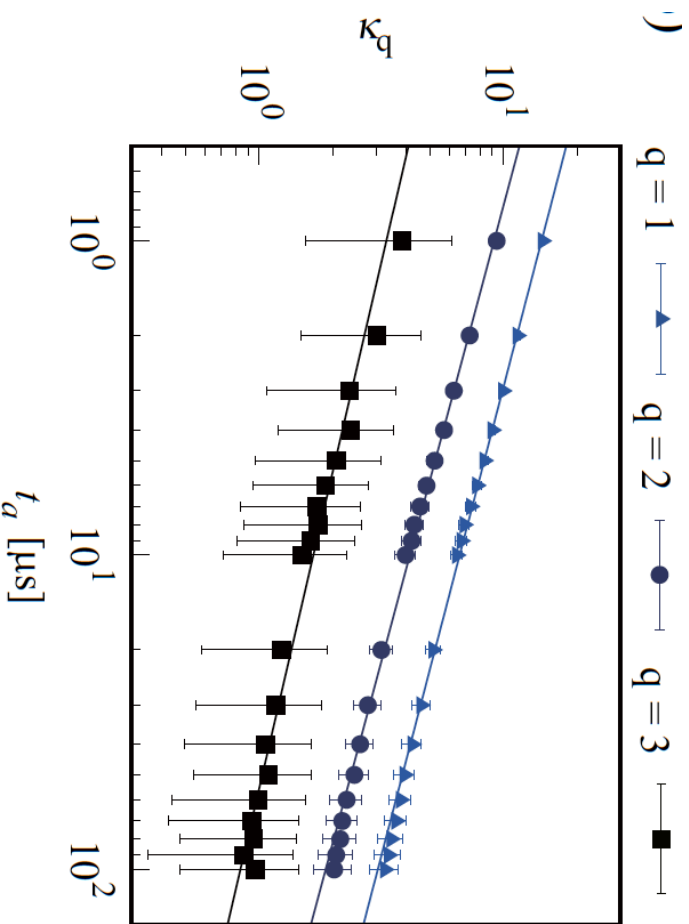 )
q = 1 q = 2 q = 3
κq
10¹
10⁰
10⁰ 10¹ 10²
tₐ [μs]